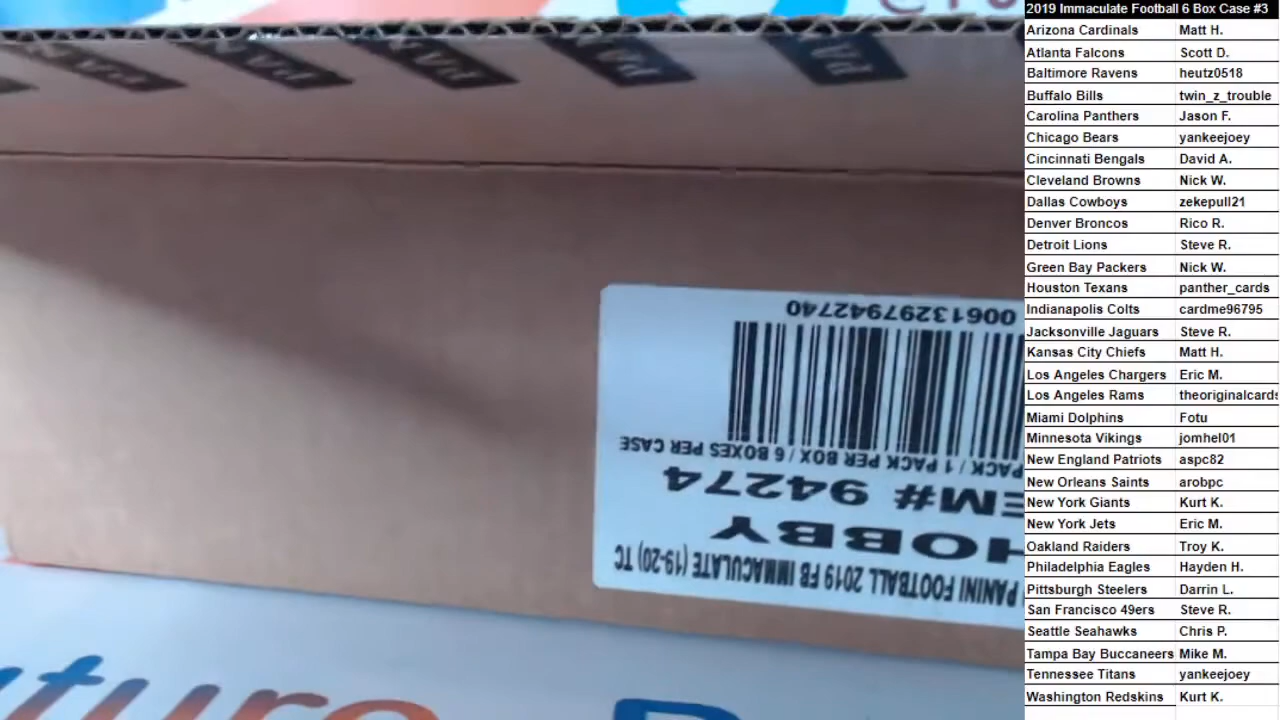 PA PA PA PA PA
0061329794 2740
PACK / 1 PACK PER BOX / 6 BOXES PER CASE
EM# 94274
HOBBY
PANINI FOOTBALL 2019 FB IMMACULATE (19-20) TC
2019 Immaculate Football 6 Box Case #3
Arizona Cardinals Matt H.
Atlanta Falcons Scott D.
Baltimore Ravens heutz0518
Buffalo Bills twin_z_trouble
Carolina Panthers Jason F.
Chicago Bears yankeejoey
Cincinnati Bengals David A.
Cleveland Browns Nick W.
Dallas Cowboys zekepull21
Denver Broncos Rico R.
Detroit Lions Steve R.
Green Bay Packers Nick W.
Houston Texans panther_cards
Indianapolis Colts cardme96795
Jacksonville Jaguars Steve R.
Kansas City Chiefs Matt H.
Los Angeles Chargers Eric M.
Los Angeles Rams theoriginalcards
Miami Dolphins Fotu
Minnesota Vikings jomhel01
New England Patriots aspc82
New Orleans Saints arobpc
New York Giants Kurt K.
New York Jets Eric M.
Oakland Raiders Troy K.
Philadelphia Eagles Hayden H.
Pittsburgh Steelers Darrin L.
San Francisco 49ers Steve R.
Seattle Seahawks Chris P.
Tampa Bay Buccaneers Mike M.
Tennessee Titans yankeejoey
Washington Redskins Kurt K.